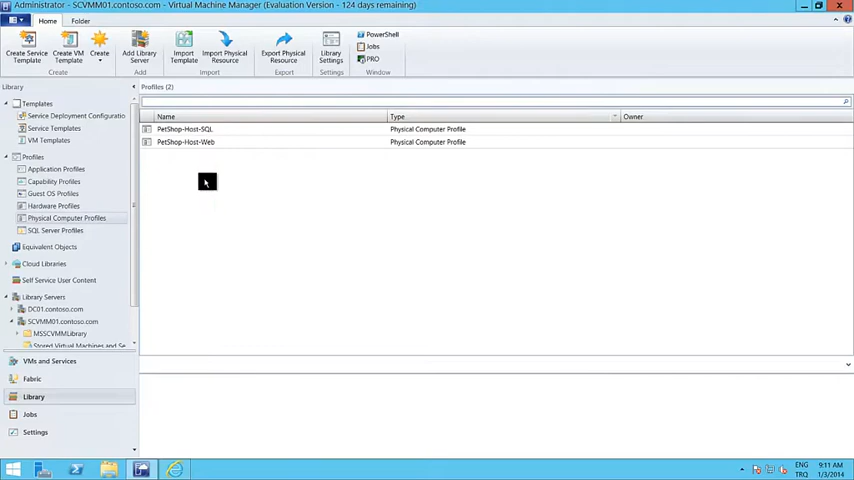 Administrator - SCVMM01.contoso.com - Virtual Machine Manager (Evaluation Version - 124 days remaining)
Home
Folder
Create Service Template
Create VM Template
Create
Add Library Server
Import Template
Import Physical Resource
Export Physical Resource
Library Settings
PowerShell
Jobs
PRO
Create
Add
Import
Export
Settings
Window
Library
Templates
Service Deployment Configuratio
Service Templates
VM Templates
Profiles
Application Profiles
Capability Profiles
Guest OS Profiles
Hardware Profiles
Physical Computer Profiles
SQL Server Profiles
Equivalent Objects
Cloud Libraries
Self Service User Content
Library Servers
DC01.contoso.com
SCVMM01.contoso.com
MSSCVMMLibrary
Stored Virtual Machines and Se
VMs and Services
Fabric
Library
Jobs
Settings
Profiles (2)
Name Type Owner
PetShop-Host-SQL Physical Computer Profile
PetShop-Host-Web Physical Computer Profile
ENG 9:11 AM
TRQ 1/3/2014